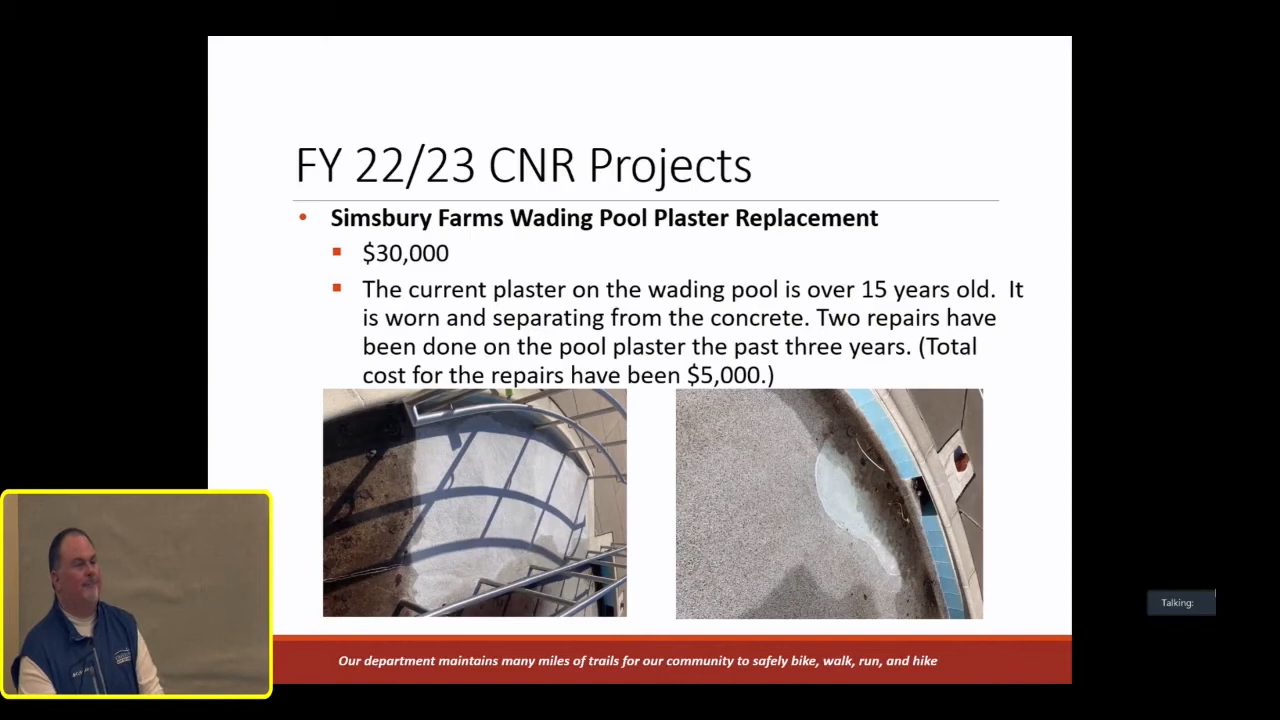 FY 22/23 CNR Projects
Simsbury Farms Wading Pool Plaster Replacement
$30,000
The current plaster on the wading pool is over 15 years old. It
is worn and separating from the concrete. Two repairs have
been done on the pool plaster the past three years. (Total
cost for the repairs have been $5,000.)
Our department maintains many miles of trails for our community to safely bike, walk, run, and hike
Talking: